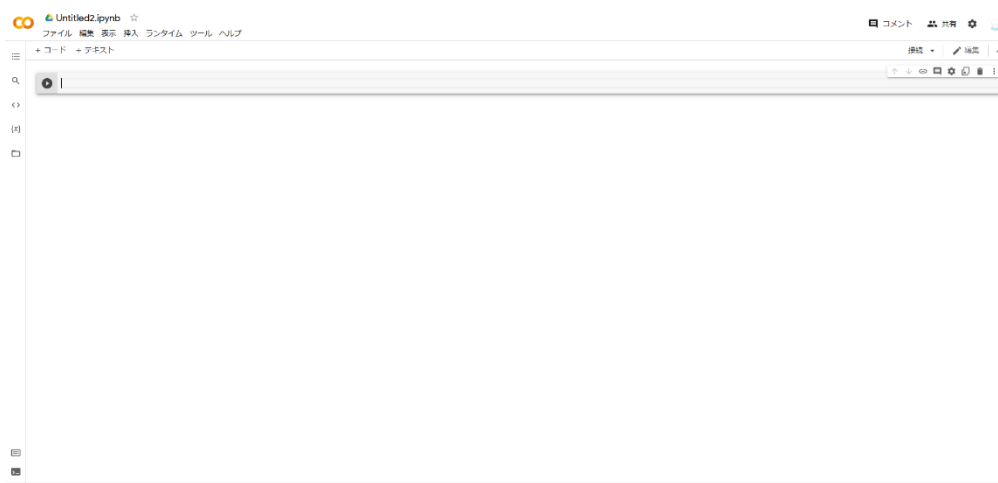 Untitled2.ipynb
ファイル 編集 表示 挿入 ランタイム ツール ヘルプ
コメント 共有
+ コード + テキスト
接続 編集